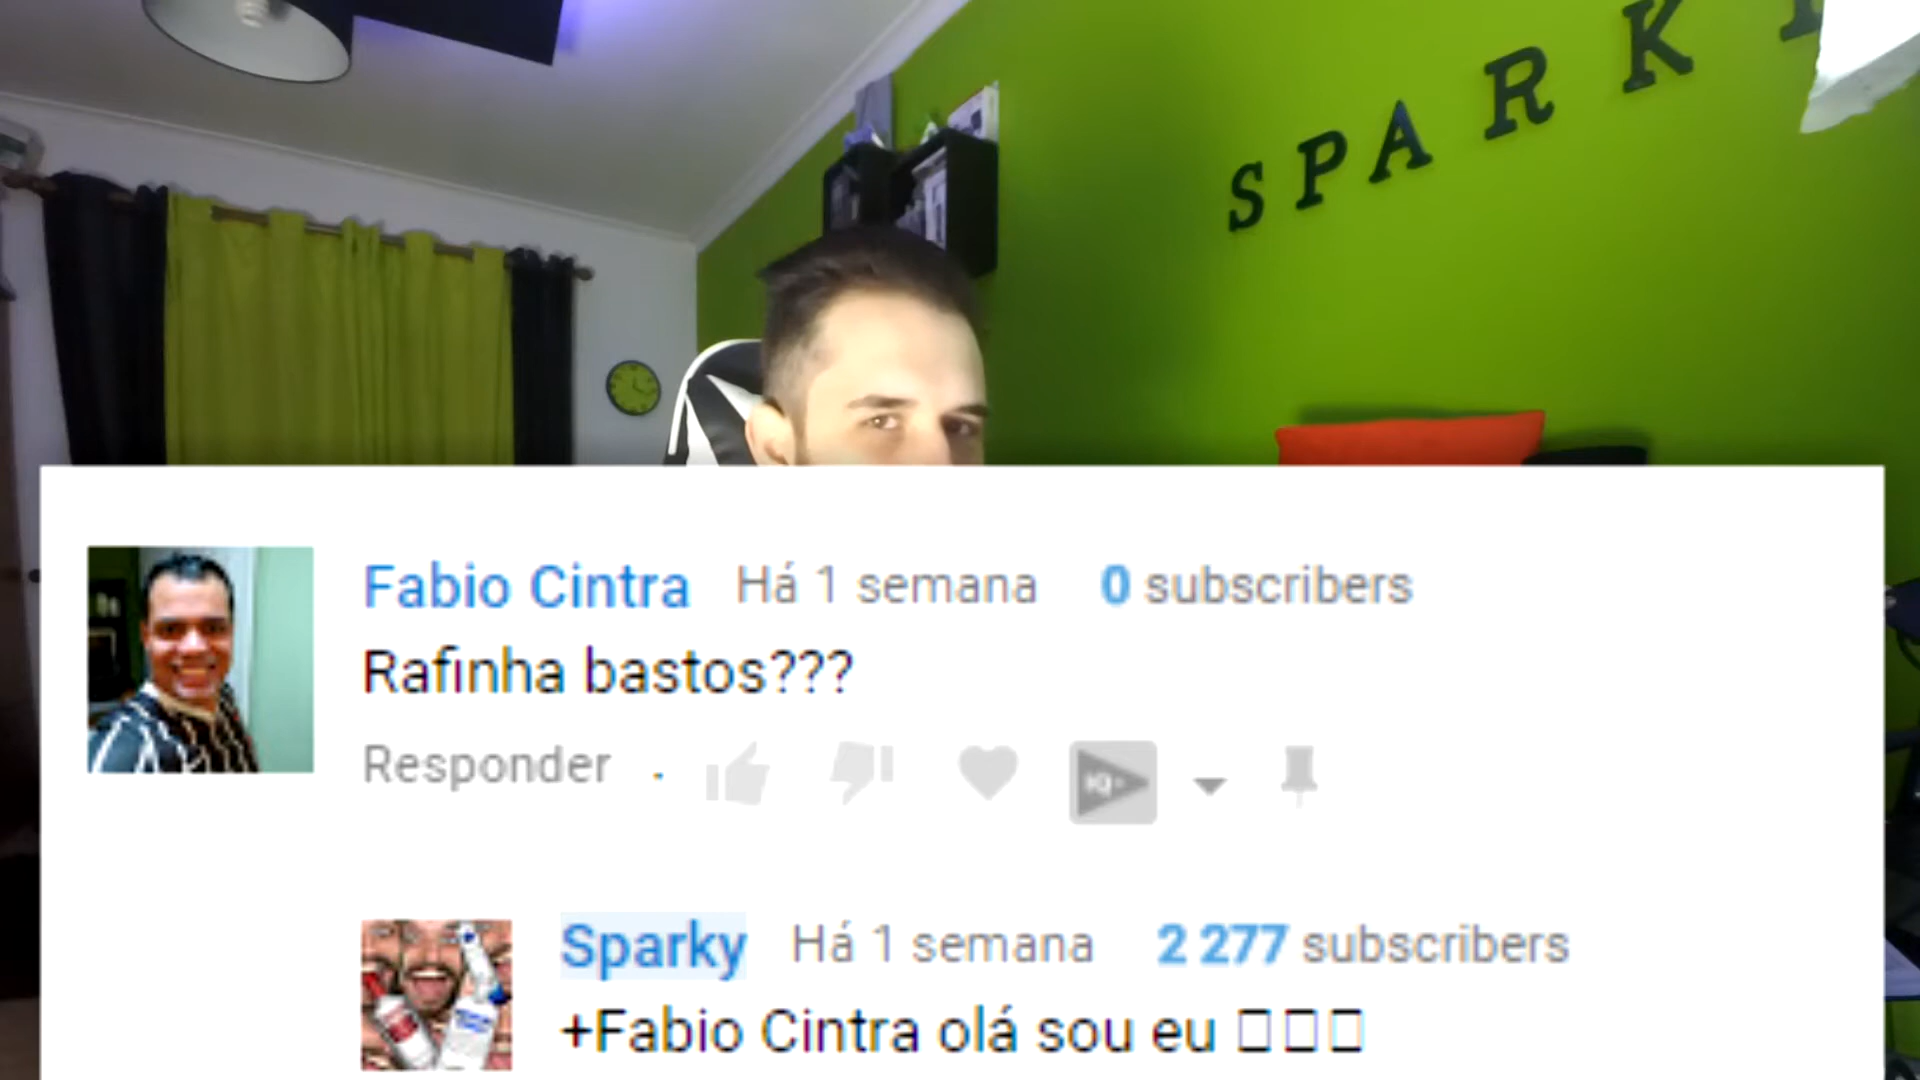 SPARK
Fabio Cintra Há 1 semana 0 subscribers
Rafinha bastos???
Responder
Sparky Há 1 semana 2 277 subscribers
+Fabio Cintra olá sou eu